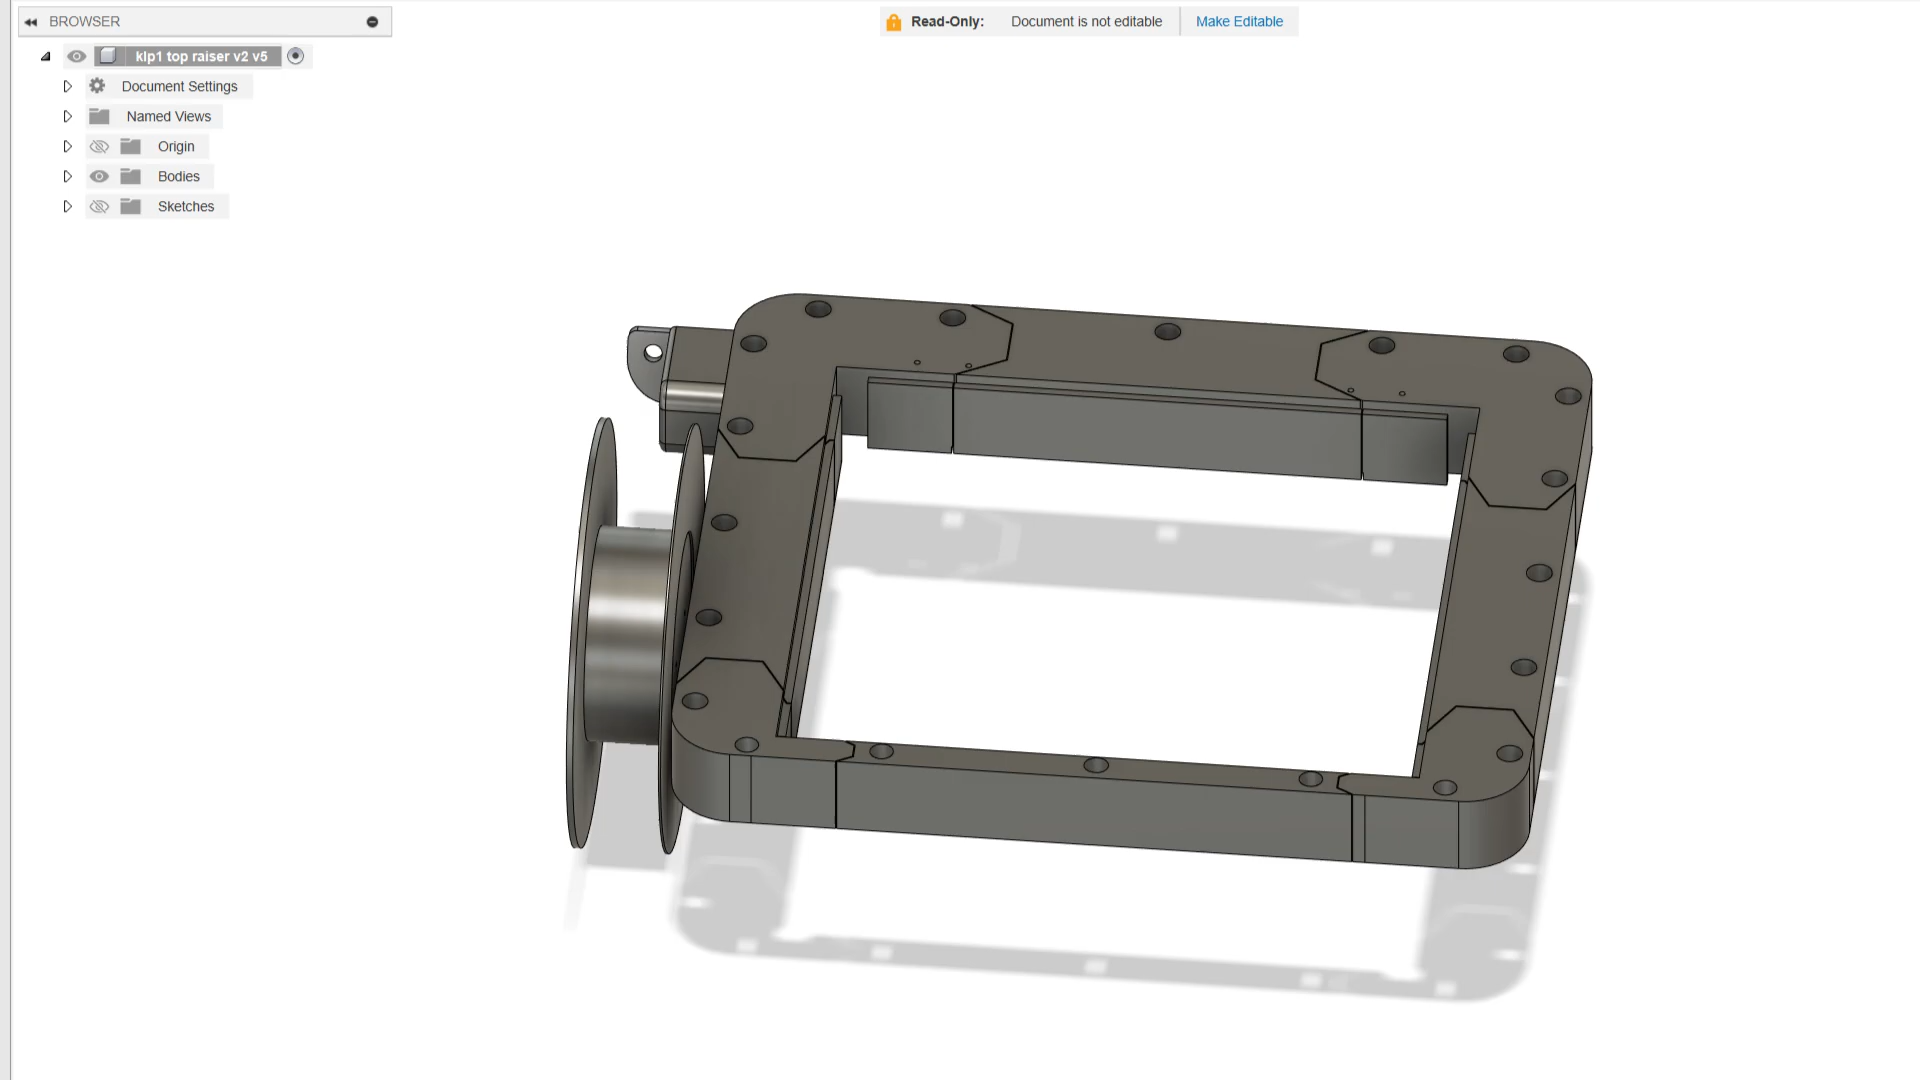 BROWSER
Read-Only: Document is not editable Make Editable
klp1 top raiser v2 v5
Document Settings
Named Views
Origin
Bodies
Sketches